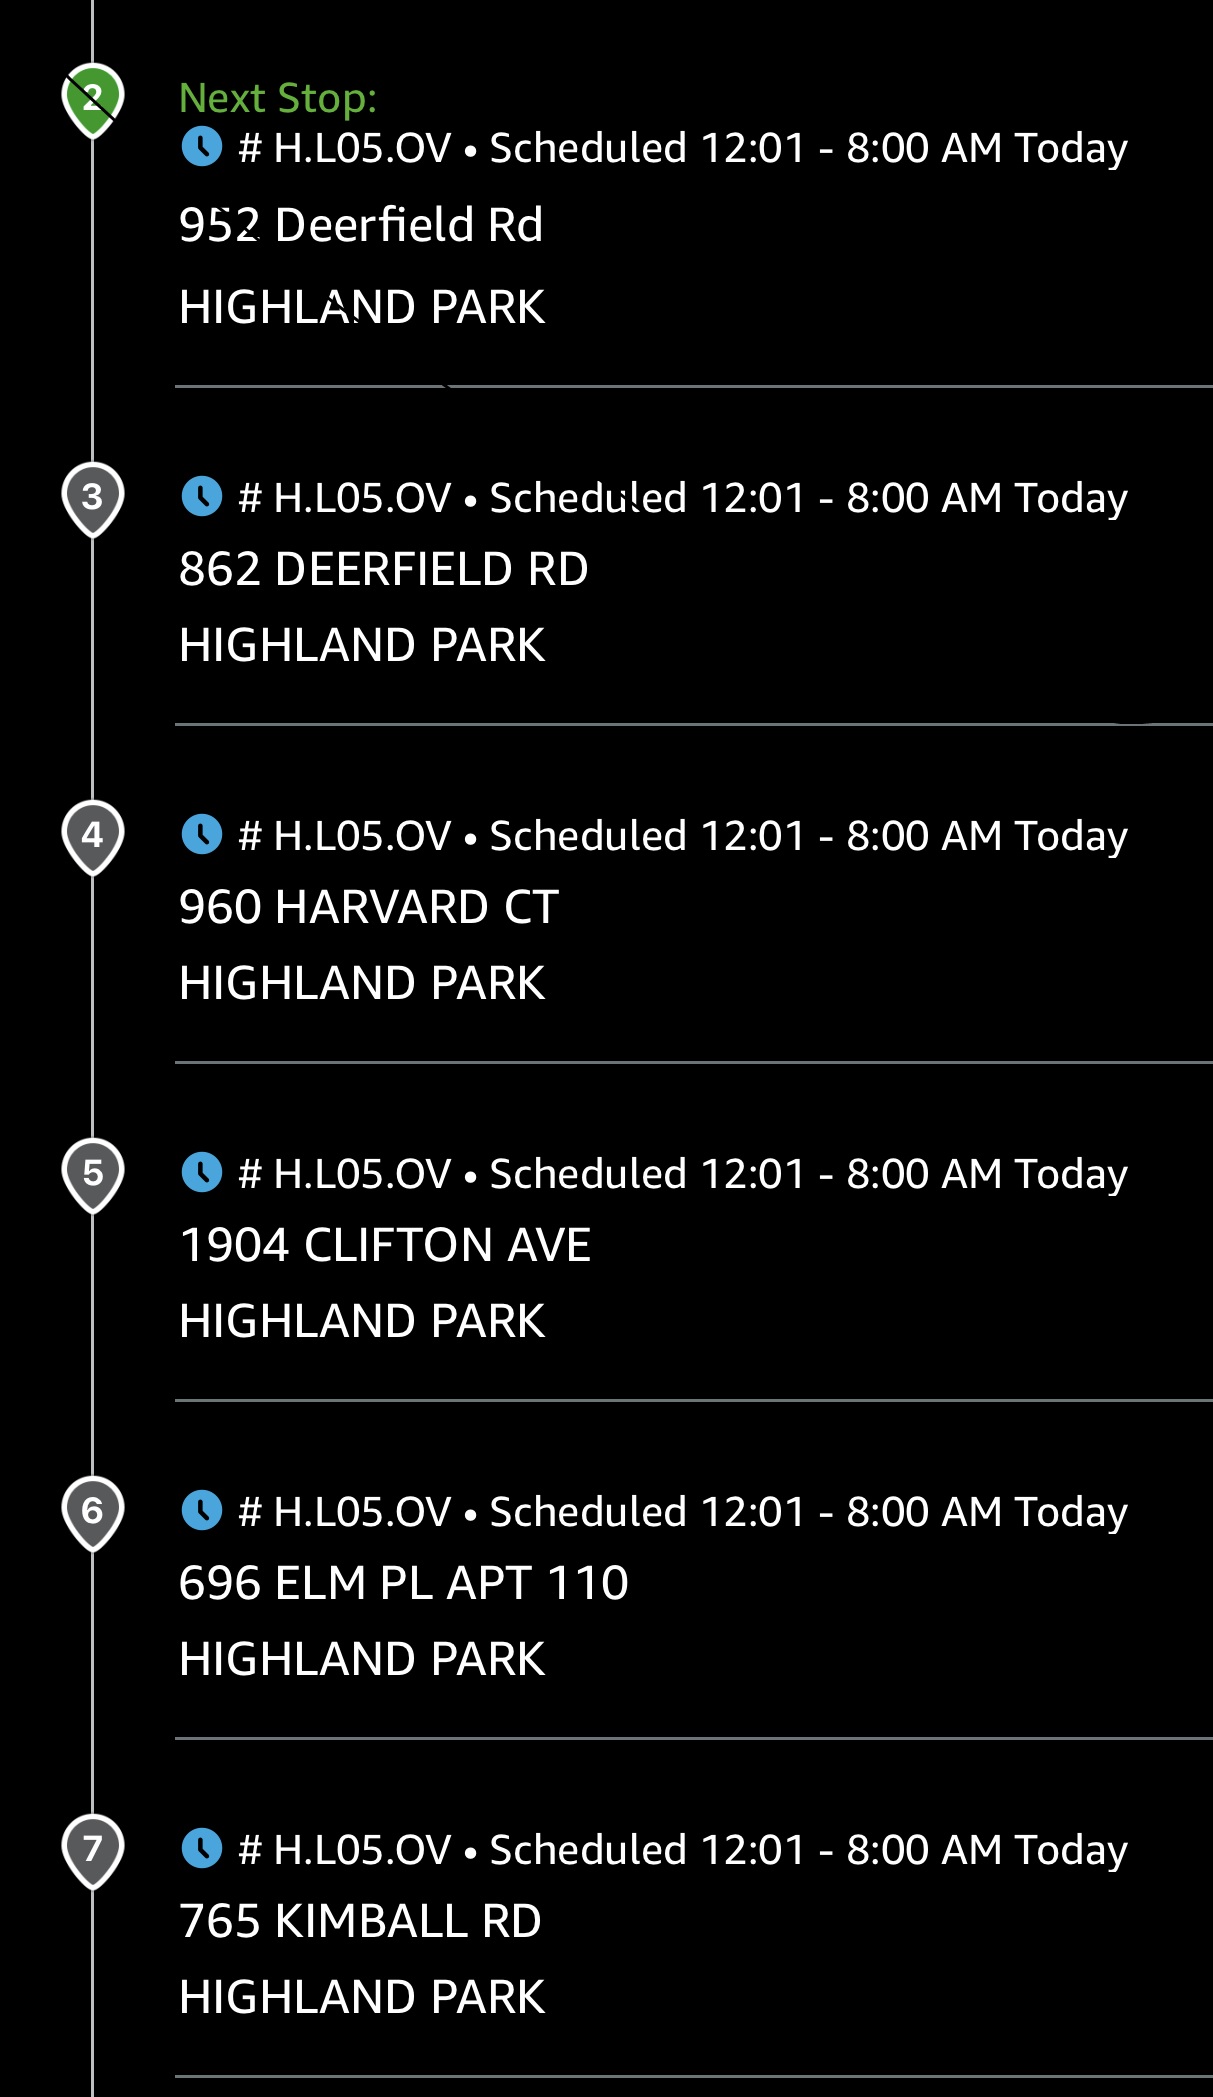 2
Next Stop:
# H.L05.OV • Scheduled 12:01 - 8:00 AM Today
952 Deerfield Rd
HIGHLAND PARK
3
# H.L05.OV • Scheduled 12:01 - 8:00 AM Today
862 DEERFIELD RD
HIGHLAND PARK
4
# H.L05.OV • Scheduled 12:01 - 8:00 AM Today
960 HARVARD CT
HIGHLAND PARK
5
# H.L05.OV • Scheduled 12:01 - 8:00 AM Today
1904 CLIFTON AVE
HIGHLAND PARK
6
# H.L05.OV • Scheduled 12:01 - 8:00 AM Today
696 ELM PL APT 110
HIGHLAND PARK
7
# H.L05.OV • Scheduled 12:01 - 8:00 AM Today
765 KIMBALL RD
HIGHLAND PARK